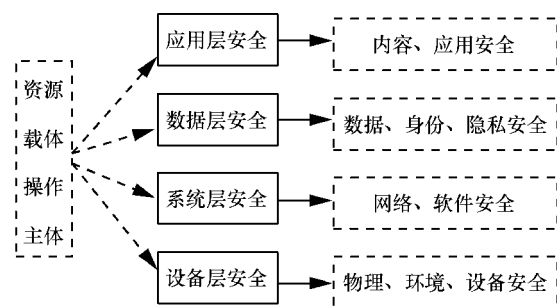 资源
载体
操作
主体
应用层安全
内容、应用安全
数据层安全
数据、身份、隐私安全
系统层安全
网络、软件安全
设备层安全
物理、环境、设备安全